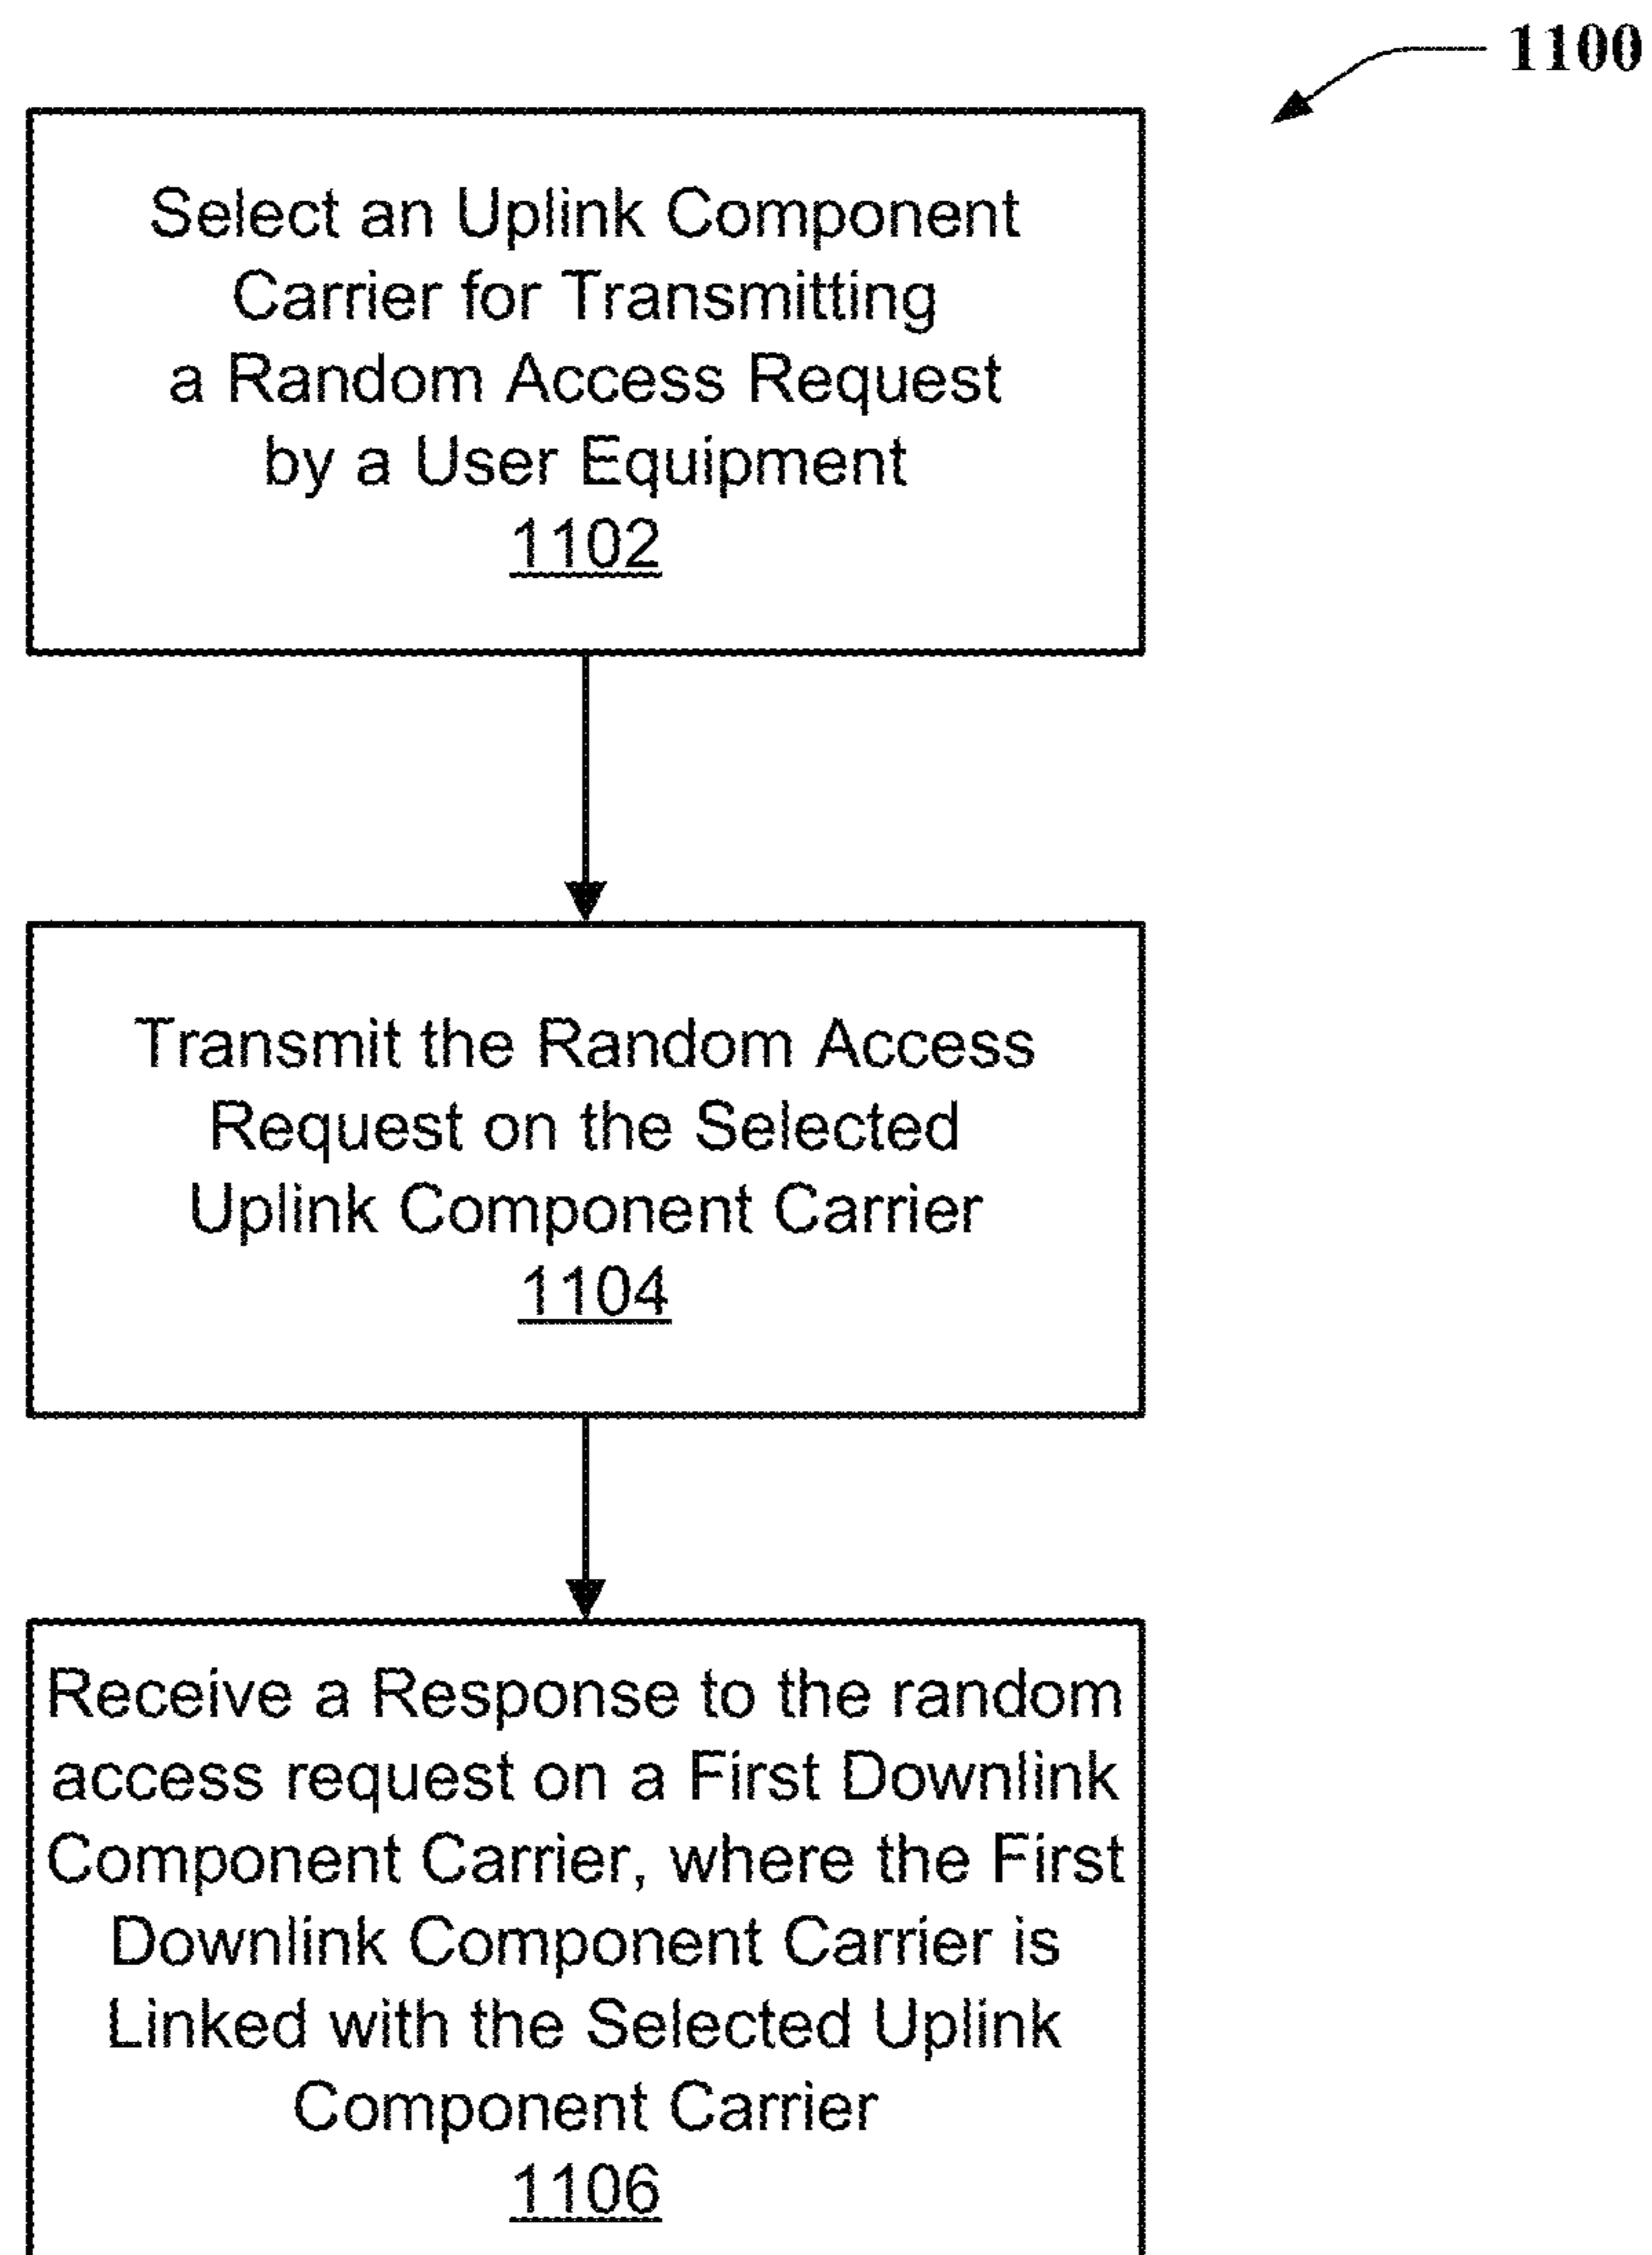 1100
Select an Uplink Component
Carrier for Transmitting
a Random Access Request
by a User Equipment
1102
Transmit the Random Access
Request on the Selected
Uplink Component Carrier
1104
Receive a Response to the random
access request on a First Downlink
Component Carrier, where the First
Downlink Component Carrier is
Linked with the Selected Uplink
Component Carrier
1106